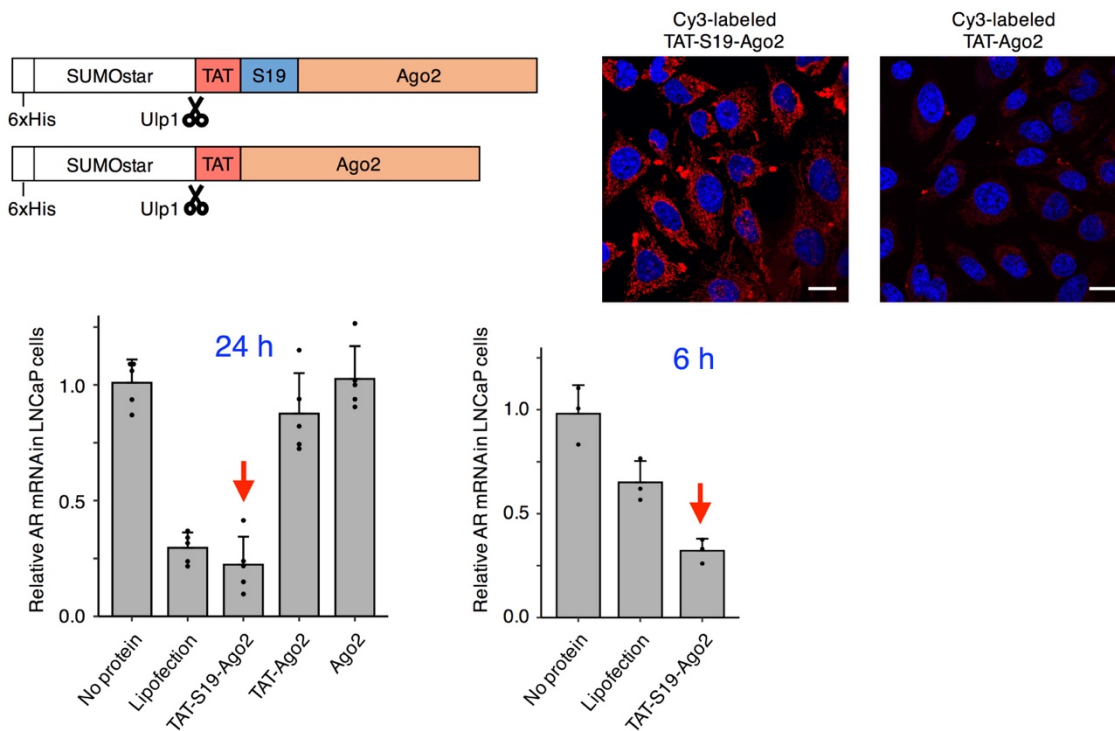 SUMOstar TAT S19 Ago2
6xHis Ulp1
SUMOstar TAT Ago2
6xHis Ulp1
Cy3-labeled
TAT-S19-Ago2
Cy3-labeled
TAT-Ago2
Relative AR mRNA in LNCaP cells
24 h
1.0
0.5
0.0
No protein
Lipofection
TAT-S19-Ago2
TAT-Ago2
Ago2
Relative AR mRNA in LNCaP cells
6 h
1.0
0.5
0.0
No protein
Lipofection
TAT-S19-Ago2